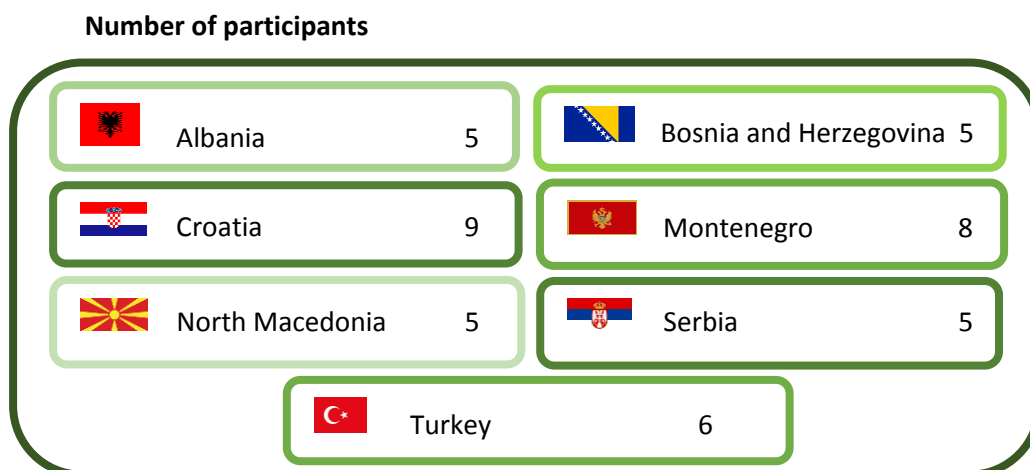 Number of participants
Albania 5
Bosnia and Herzegovina 5
Croatia 9
Montenegro 8
North Macedonia 5
Serbia 5
Turkey 6